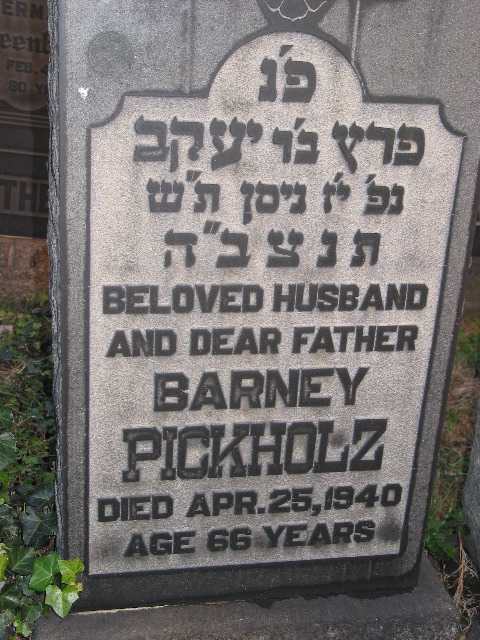 פ׳נ
פרץ בר׳ יעקב
נפ׳ י׳ז ניסן ת״ש
תנצב״ה
BELOVED HUSBAND
AND DEAR FATHER
BARNEY
PICKHOLZ
DIED APR. 25, 1940
AGE 66 YEARS